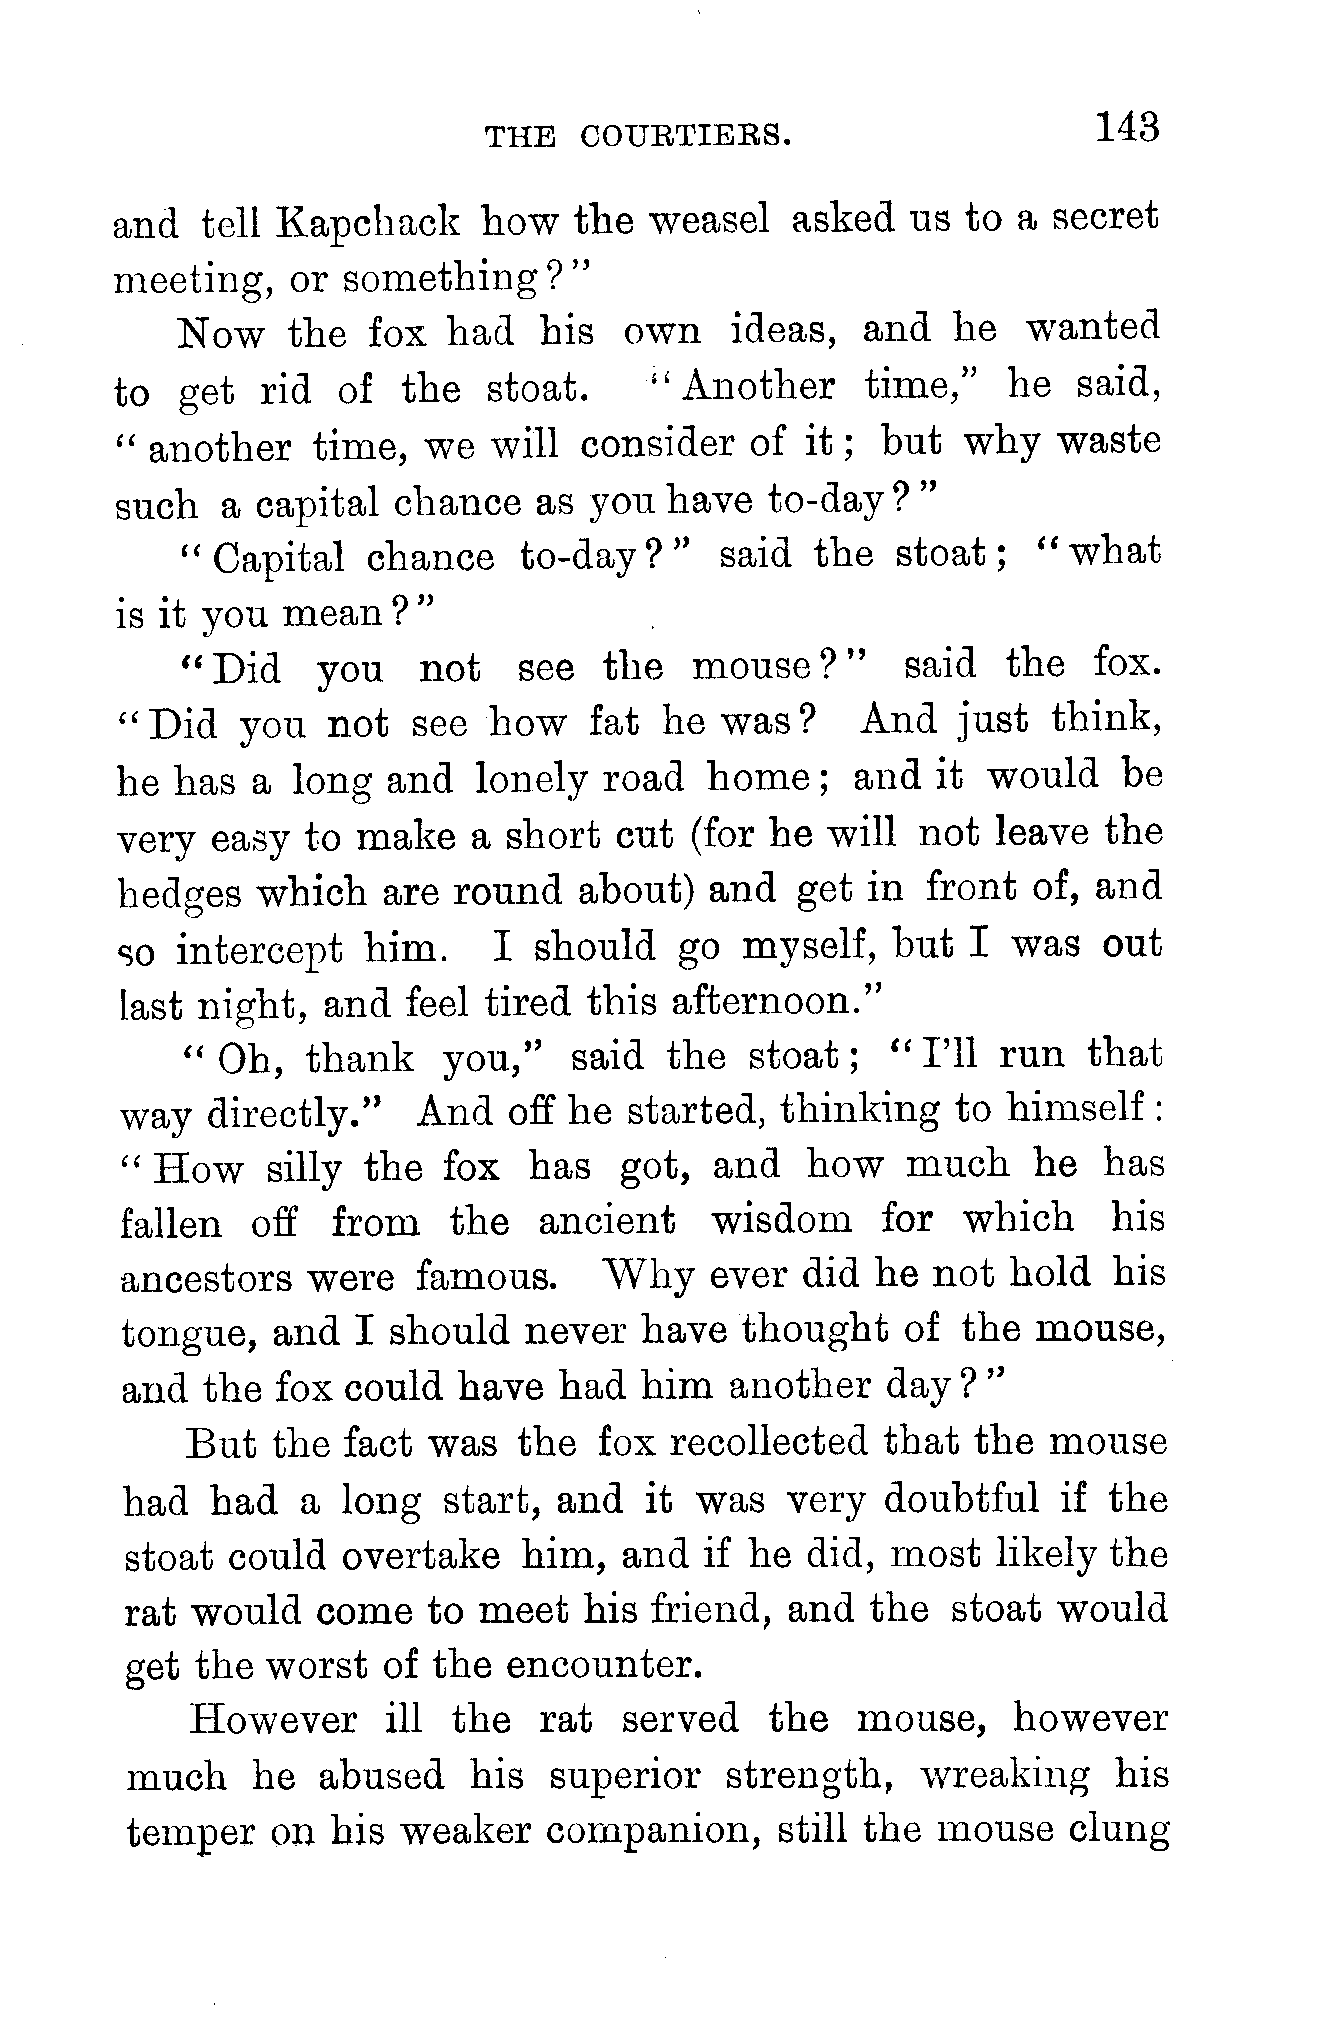 THE COURTIERS. 143
and tell Kapchack how the weasel asked us to a secret
meeting, or something?"
Now the fox had his own ideas, and he wanted
to get rid of the stoat. "Another time," he said,
"another time, we will consider of it; but why waste
such a capital chance as you have to-day?"
"Capital chance to-day?" said the stoat; "what
is it you mean?"
"Did you not see the mouse?" said the fox.
"Did you not see how fat he was? And just think,
he has a long and lonely road home; and it would be
very easy to make a short cut (for he will not leave the
hedges which are round about) and get in front of, and
so intercept him. I should go myself, but I was out
last night, and feel tired this afternoon."
"Oh, thank you," said the stoat; "I'll run that
way directly." And off he started, thinking to himself:
"How silly the fox has got, and how much he has
fallen off from the ancient wisdom for which his
ancestors were famous. Why ever did he not hold his
tongue, and I should never have thought of the mouse,
and the fox could have had him another day?"
But the fact was the fox recollected that the mouse
had had a long start, and it was very doubtful if the
stoat could overtake him, and if he did, most likely the
rat would come to meet his friend, and the stoat would
get the worst of the encounter.
However ill the rat served the mouse, however
much he abused his superior strength, wreaking his
temper on his weaker companion, still the mouse clung